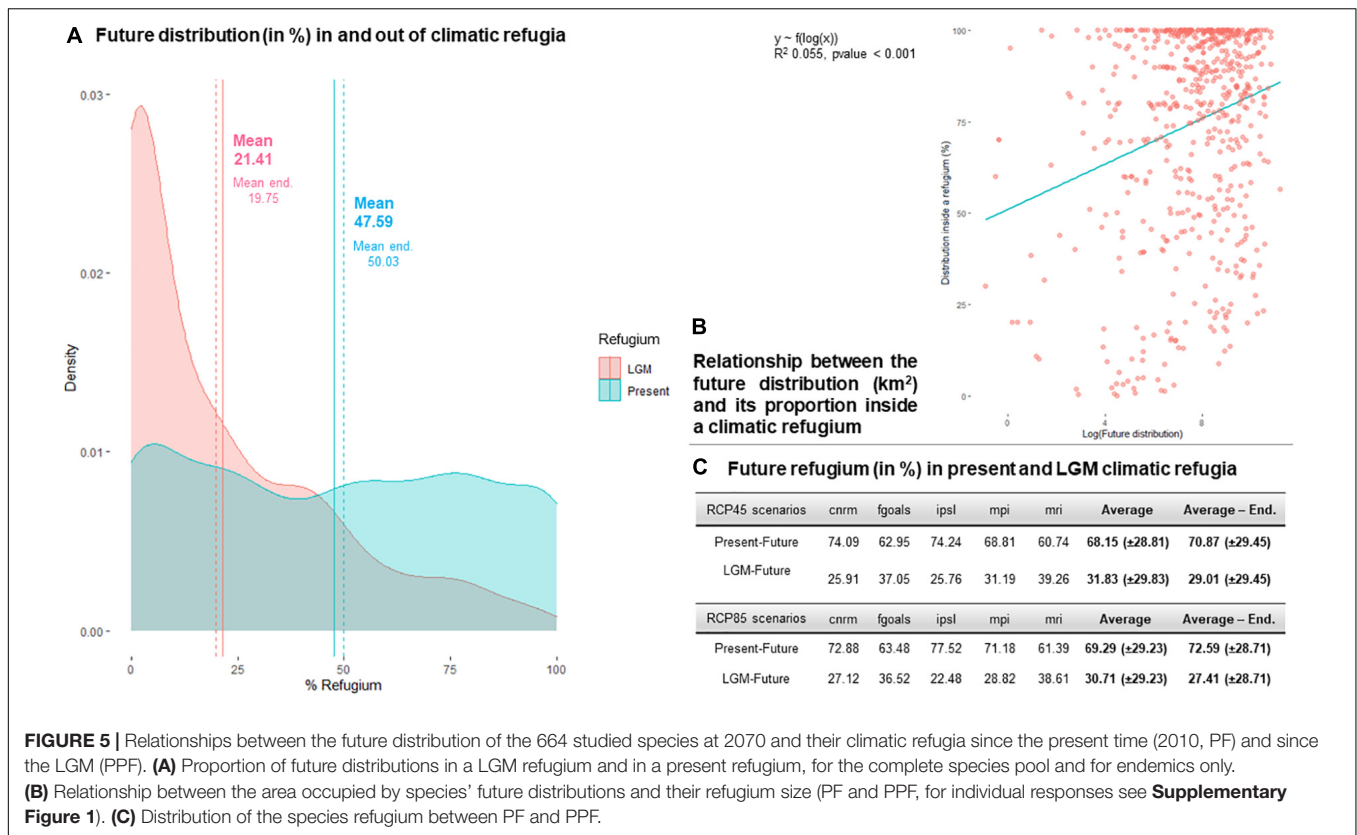 A Future distribution (in %) in and out of climatic refugia
0.03
0.02
0.01
0.00
Density
Mean
21.41
Mean end.
19.75
Mean
47.59
Mean end.
50.03
Refugium
LGM
Present
0 25 50 75 100
% Refugium
y ~ f(log(x))
R² 0.055, pvalue < 0.001
100
75
50
25
0
Distribution inside a refugium (%)
0 4 8
Log(Future distribution)
B
Relationship between the
future distribution (km²)
and its proportion inside
a climatic refugium
C Future refugium (in %) in present and LGM climatic refugia
RCP45 scenarios cnrm fgoals ipsl mpi mri Average Average – End.
Present-Future 74.09 62.95 74.24 68.81 60.74 68.15 (±28.81) 70.87 (±29.45)
LGM-Future 25.91 37.05 25.76 31.19 39.26 31.83 (±29.83) 29.01 (±29.45)
RCP85 scenarios cnrm fgoals ipsl mpi mri Average Average – End.
Present-Future 72.88 63.48 77.52 71.18 61.39 69.29 (±29.23) 72.59 (±28.71)
LGM-Future 27.12 36.52 22.48 28.82 38.61 30.71 (±29.23) 27.41 (±28.71)
FIGURE 5 | Relationships between the future distribution of the 664 studied species at 2070 and their climatic refugia since the present time (2010, PF) and since
the LGM (PPF). (A) Proportion of future distributions in a LGM refugium and in a present refugium, for the complete species pool and for endemics only.
(B) Relationship between the area occupied by species' future distributions and their refugium size (PF and PPF, for individual responses see Supplementary
Figure 1). (C) Distribution of the species refugium between PF and PPF.